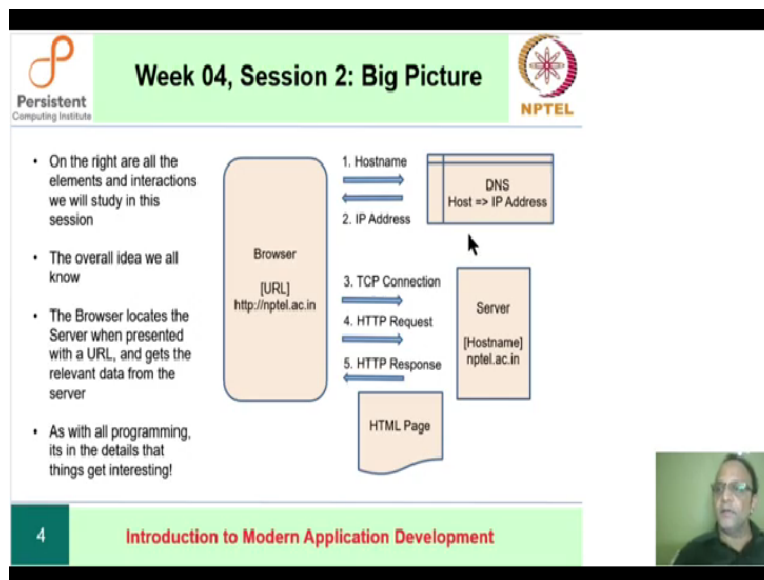 Week 04, Session 2: Big Picture
Persistent
Computing Institute
NPTEL
• On the right are all the
elements and interactions
we will study in this
session
• The overall idea we all
know
• The Browser locates the
Server when presented
with a URL, and gets the
relevant data from the
server
• As with all programming,
its in the details that
things get interesting!
Browser
[URL]
http://nptel.ac.in
1. Hostname
2. IP Address
DNS
Host => IP Address
3. TCP Connection
4. HTTP Request
5. HTTP Response
Server
[Hostname]
nptel.ac.in
HTML Page
4
Introduction to Modern Application Development